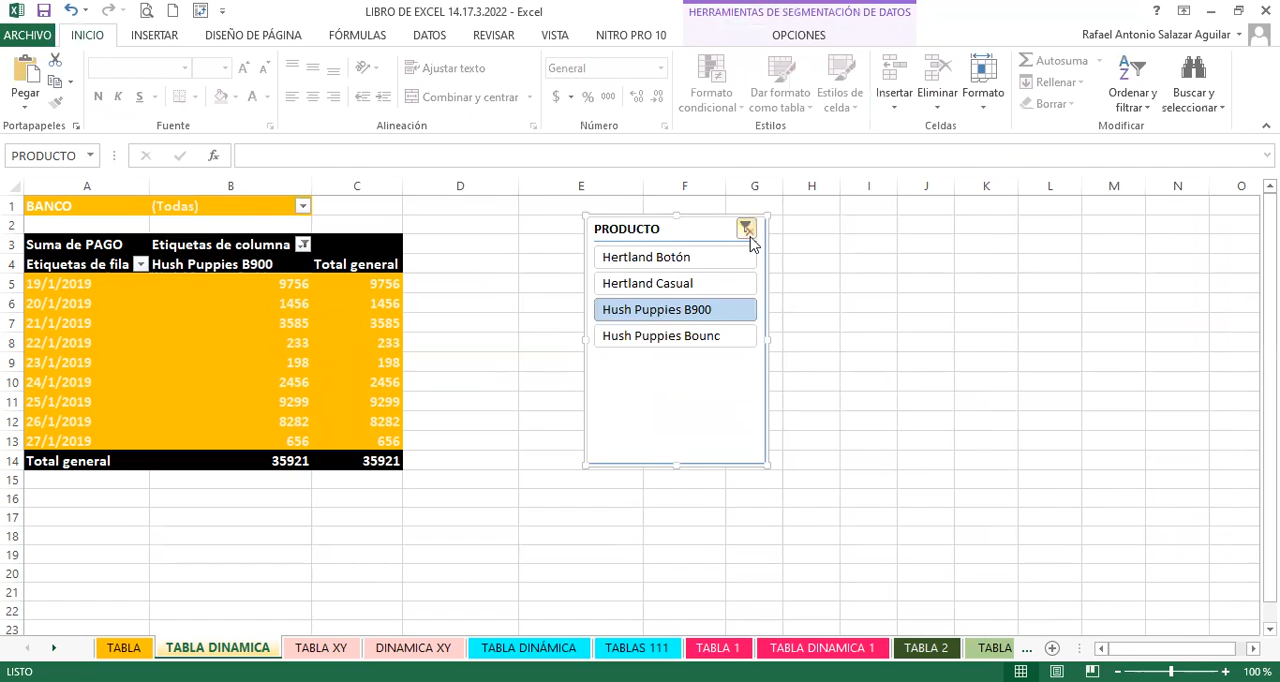 LIBRO DE EXCEL 14.17.3.2022 - Excel
HERRAMIENTAS DE SEGMENTACIÓN DE DATOS
?
ARCHIVO INICIO INSERTAR DISEÑO DE PÁGINA FÓRMULAS DATOS REVISAR VISTA NITRO PRO 10 OPCIONES
Rafael Antonio Salazar Aguilar
Pegar
N K S
A A
A
Ajustar texto
Combinar y centrar
General
$ % 000
Formato condicional
Dar formato como tabla
Estilos de celda
Insertar Eliminar Formato
Autosuma
Rellenar
Borrar
Ordenar y filtrar
Buscar y seleccionar
Portapapeles Fuente Alineación Número Estilos Celdas Modificar
PRODUCTO fx
A B C D E F G H I J K L M N O
1 BANCO (Todas)
2
3 Suma de PAGO Etiquetas de columna
4 Etiquetas de fila Hush Puppies B900 Total general
5 19/1/2019 9756 9756
6 20/1/2019 1456 1456
7 21/1/2019 3585 3585
8 22/1/2019 233 233
9 23/1/2019 198 198
10 24/1/2019 2456 2456
11 25/1/2019 9299 9299
12 26/1/2019 8282 8282
13 27/1/2019 656 656
14 Total general 35921 35921
15
16
17
18
19
20
21
22
23
PRODUCTO
Hertland Botón
Hertland Casual
Hush Puppies B900
Hush Puppies Bounc
TABLA TABLA DINAMICA TABLA XY DINAMICA XY TABLA DINÁMICA TABLAS 111 TABLA 1 TABLA DINAMICA 1 TABLA 2 TABLA ...
LISTO
100 %